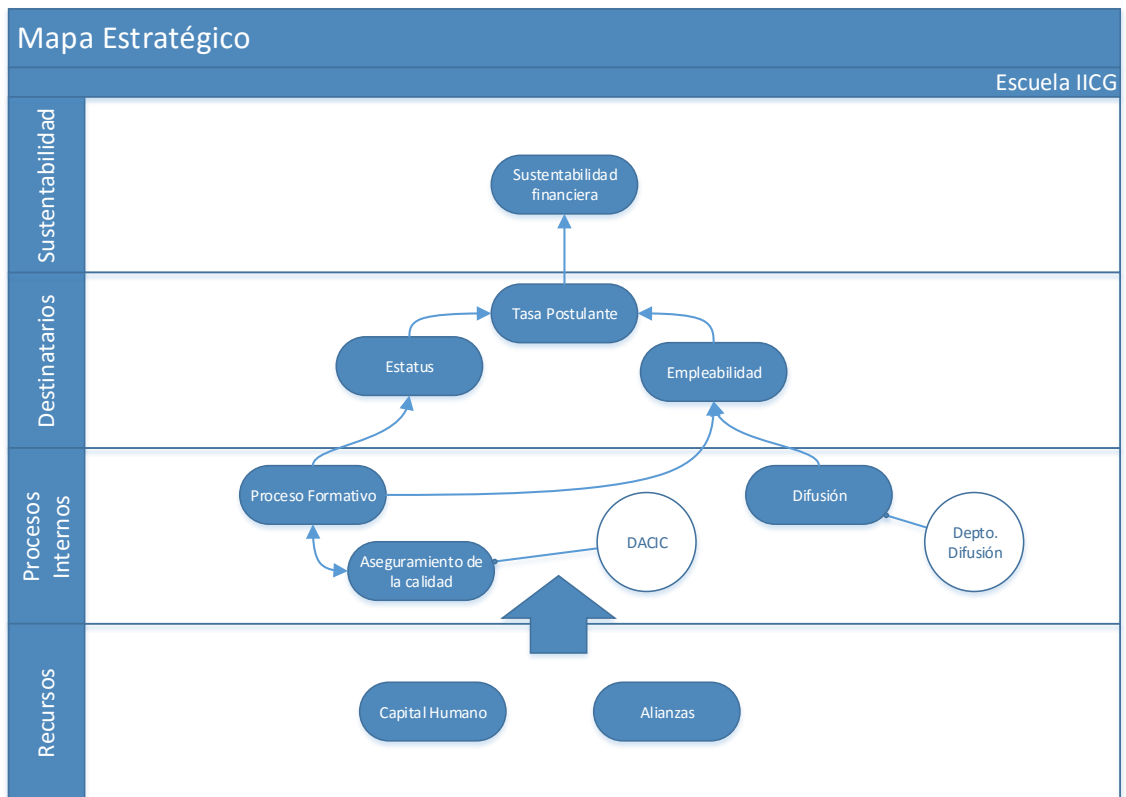 Mapa Estratégico
Escuela IICG
Sustentabilidad
Sustentabilidad
financiera
Destinatarios
Tasa Postulante
Estatus
Empleabilidad
Procesos
Internos
Proceso Formativo
Difusión
DACIC
Depto.
Difusión
Aseguramiento de
la calidad
Recursos
Capital Humano
Alianzas